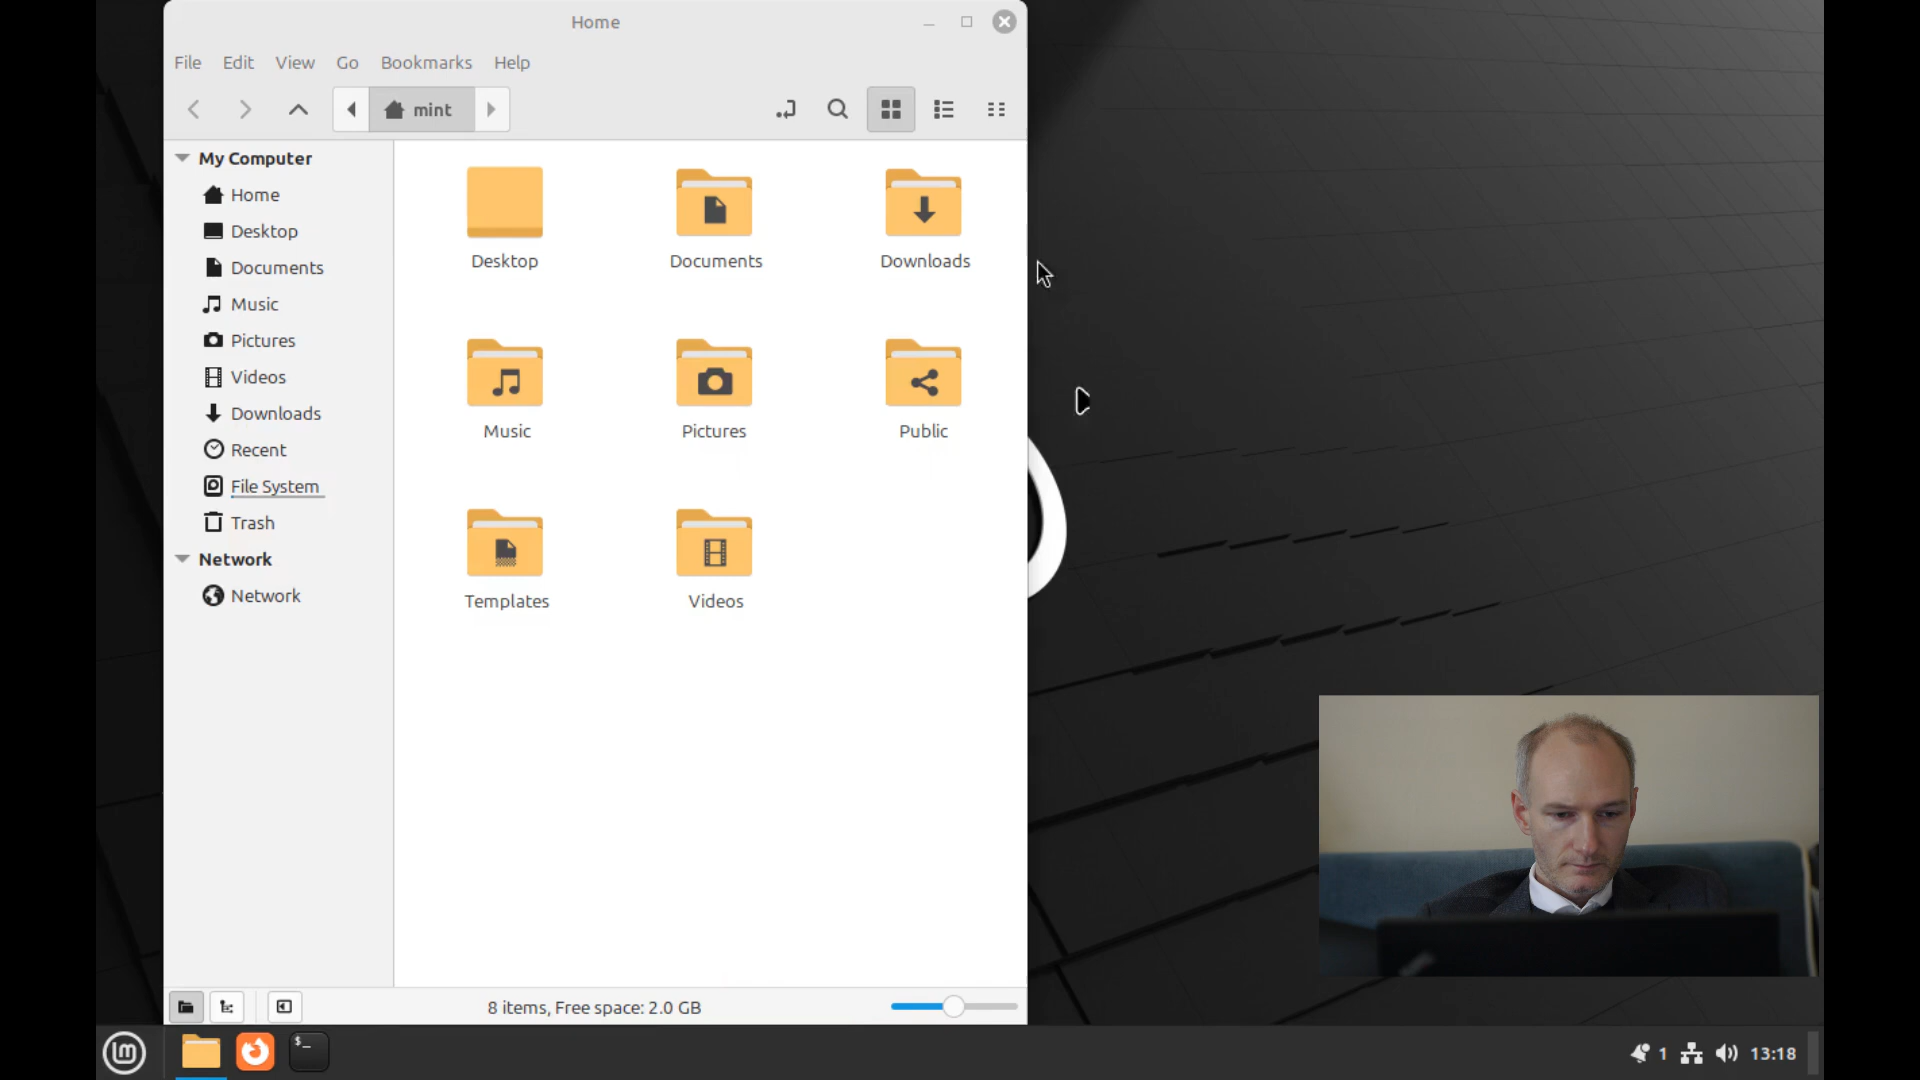 Home
File Edit View Go Bookmarks Help
mint
My Computer
Home
Desktop
Documents
Music
Pictures
Videos
Downloads
Recent
File System
Trash
Network
Network
Desktop Documents Downloads
Music Pictures Public
Templates Videos
8 items, Free space: 2.0 GB
$_
1 13:18